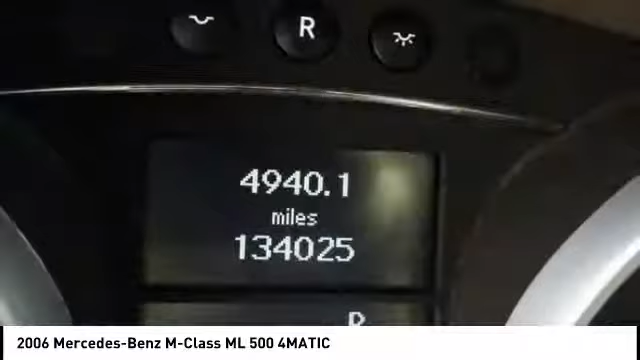 R
4940.1
miles
134025
P
2006 Mercedes-Benz M-Class ML 500 4MATIC